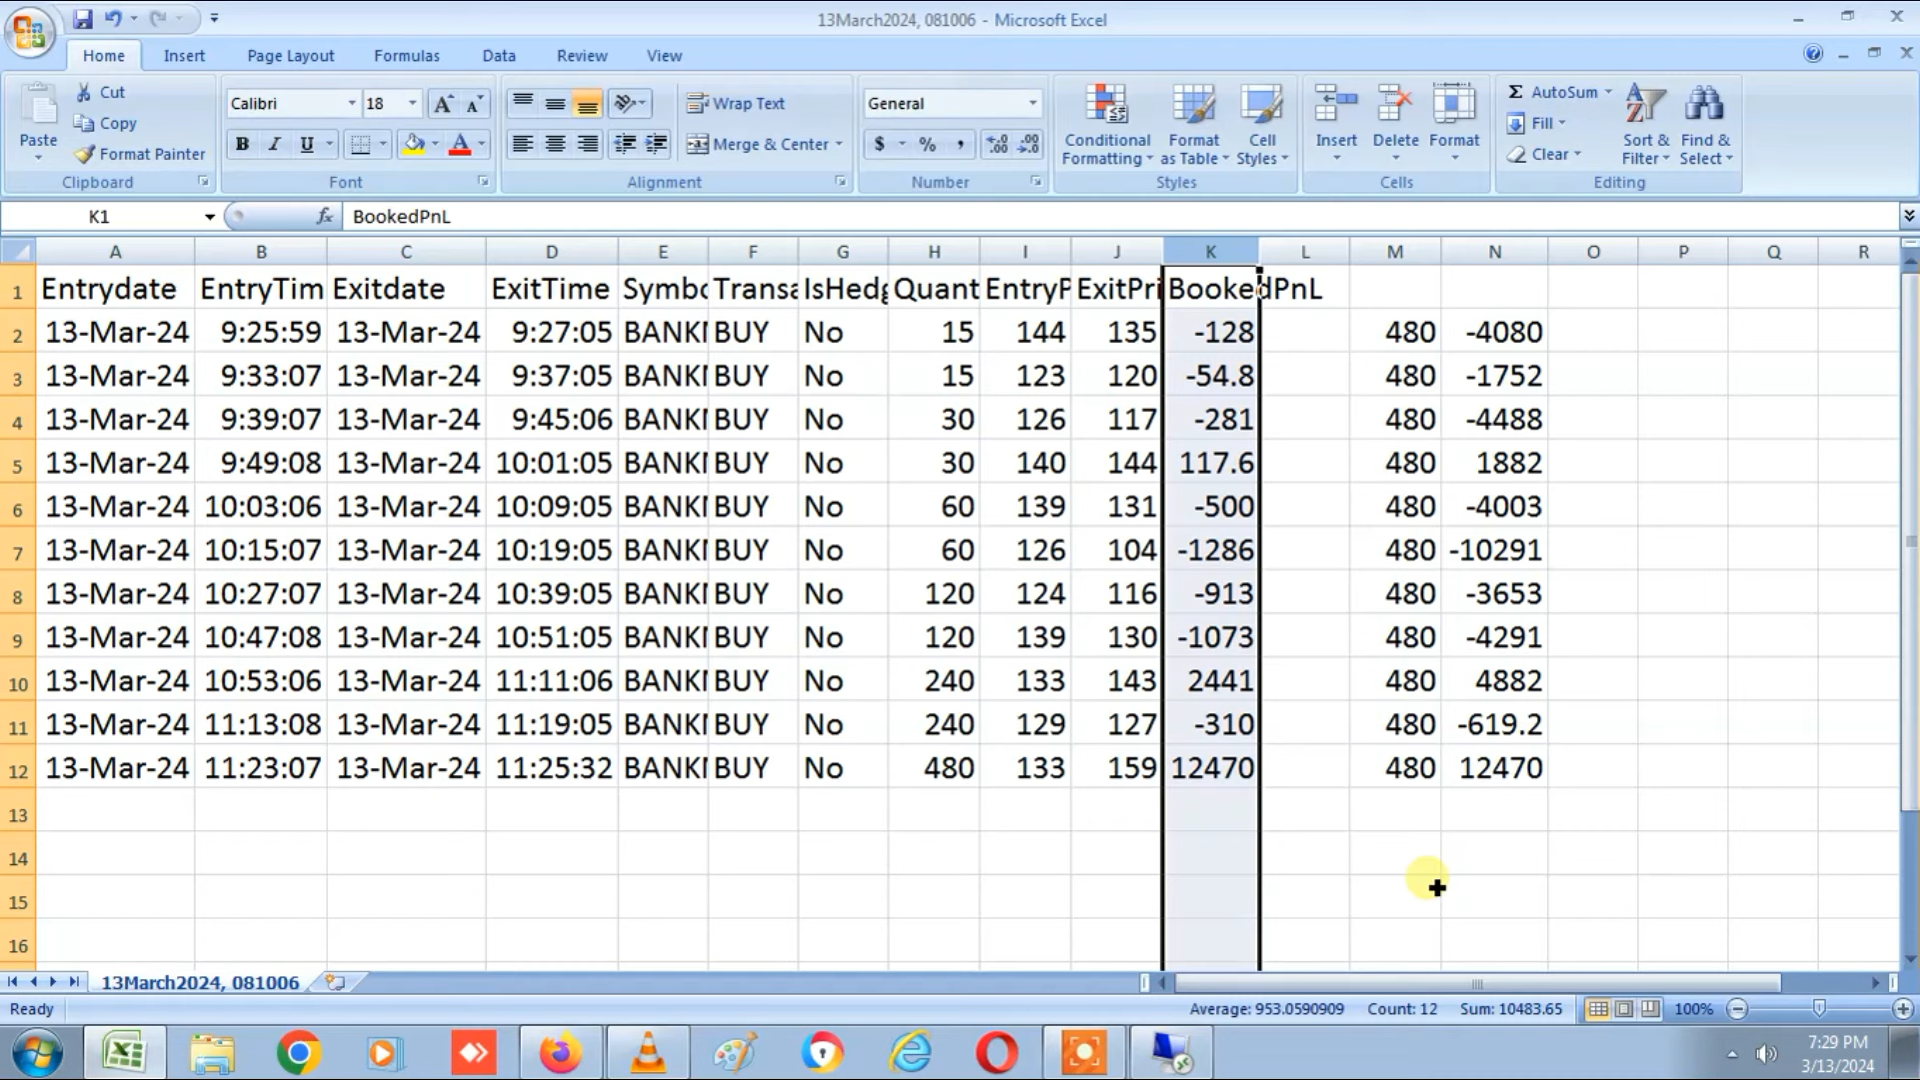 13March2024, 081006 - Microsoft Excel
Home Insert Page Layout Formulas Data Review View
Paste
Cut
Copy
Format Painter
Clipboard
Calibri 18
B I U
Font
Wrap Text
Merge & Center
Alignment
General
$ % ,
Number
Conditional Formatting
Format as Table
Cell Styles
Styles
Insert Delete Format
Cells
Σ AutoSum
Fill
Clear
Sort & Filter
Find & Select
Editing
K1 fx BookedPnL
A B C D E F G H I J K L M N O P Q R
1 Entrydate EntryTim Exitdate ExitTime Symbo Transa IsHedg Quant EntryP ExitPri BookedPnL
2 13-Mar-24 9:25:59 13-Mar-24 9:27:05 BANKN BUY No 15 144 135 -128 480 -4080
3 13-Mar-24 9:33:07 13-Mar-24 9:37:05 BANKN BUY No 15 123 120 -54.8 480 -1752
4 13-Mar-24 9:39:07 13-Mar-24 9:45:06 BANKN BUY No 30 126 117 -281 480 -4488
5 13-Mar-24 9:49:08 13-Mar-24 10:01:05 BANKN BUY No 30 140 144 117.6 480 1882
6 13-Mar-24 10:03:06 13-Mar-24 10:09:05 BANKN BUY No 60 139 131 -500 480 -4003
7 13-Mar-24 10:15:07 13-Mar-24 10:19:05 BANKN BUY No 60 126 104 -1286 480 -10291
8 13-Mar-24 10:27:07 13-Mar-24 10:39:05 BANKN BUY No 120 124 116 -913 480 -3653
9 13-Mar-24 10:47:08 13-Mar-24 10:51:05 BANKN BUY No 120 139 130 -1073 480 -4291
10 13-Mar-24 10:53:06 13-Mar-24 11:11:06 BANKN BUY No 240 133 143 2441 480 4882
11 13-Mar-24 11:13:08 13-Mar-24 11:19:05 BANKN BUY No 240 129 127 -310 480 -619.2
12 13-Mar-24 11:23:07 13-Mar-24 11:25:32 BANKN BUY No 480 133 159 12470 480 12470
13
14
15
16
13March2024, 081006
Ready Average: 953.0590909 Count: 12 Sum: 10483.65 100%
7:29 PM
3/13/2024